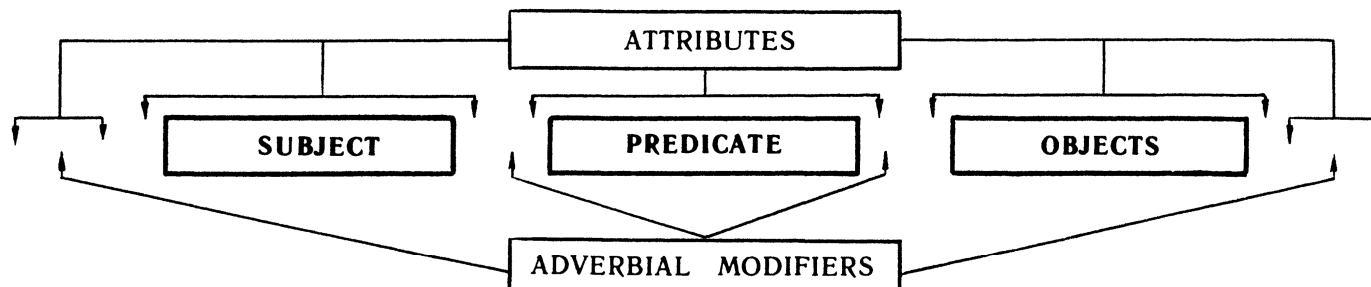 ATTRIBUTES
SUBJECT PREDICATE OBJECTS
ADVERBIAL MODIFIERS